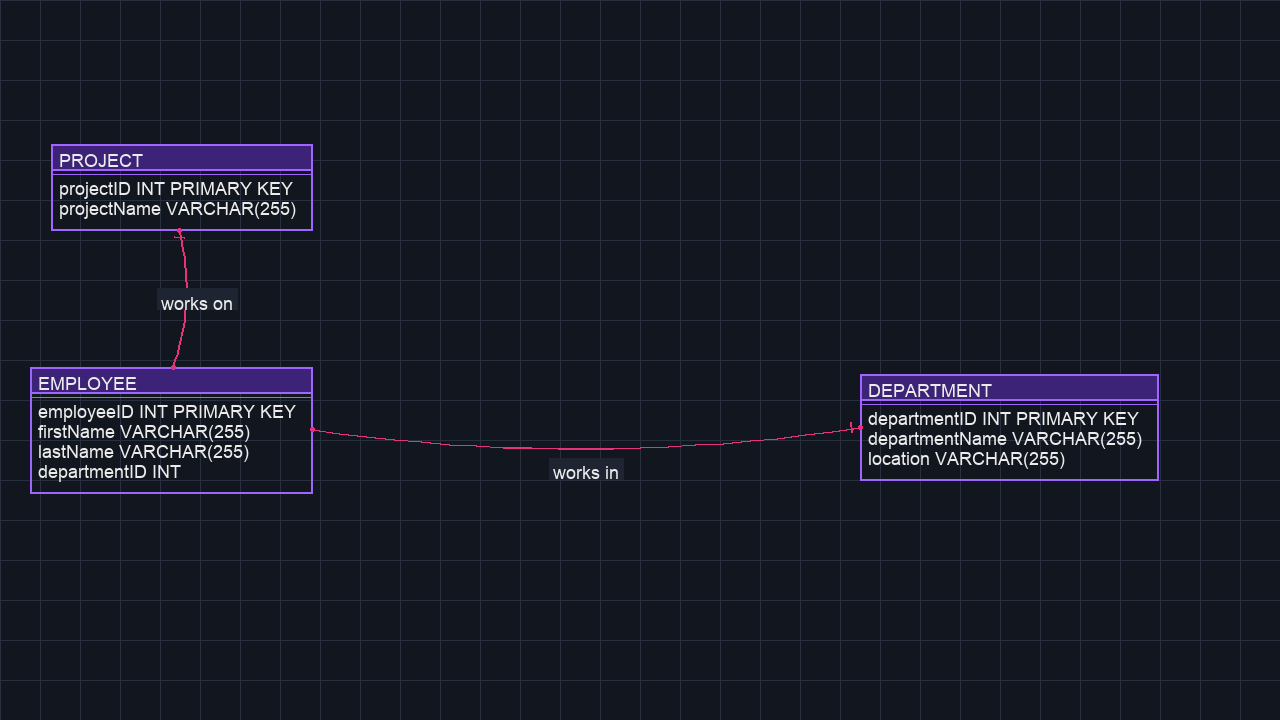 PROJECT
projectID INT PRIMARY KEY
projectName VARCHAR(255)
works on
EMPLOYEE
employeeID INT PRIMARY KEY
firstName VARCHAR(255)
lastName VARCHAR(255)
departmentID INT
works in
DEPARTMENT
departmentID INT PRIMARY KEY
departmentName VARCHAR(255)
location VARCHAR(255)